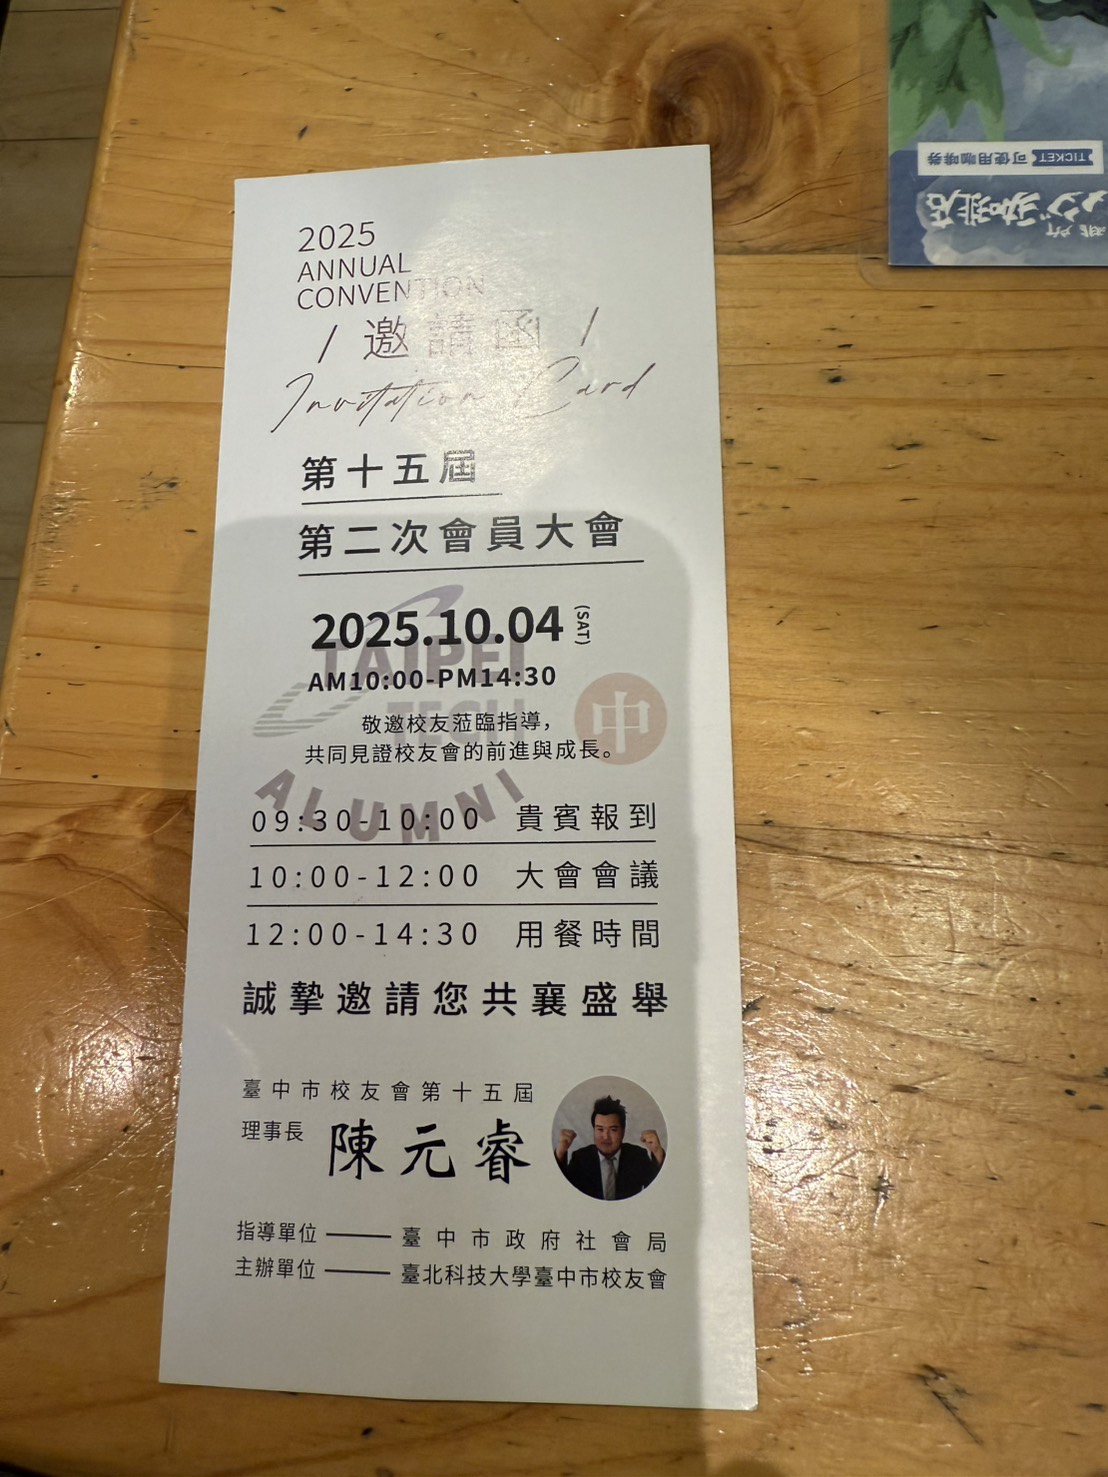 2025
ANNUAL
CONVENTION
/ 邀請函 /
Invitation Card
第十五屆
第二次會員大會
2025.10.04 (SAT)
AM10:00-PM14:30
敬邀校友蒞臨指導，
共同見證校友會的前進與成長。
TAIPEI
TECH
ALUMNI
中
09:30-10:00 貴賓報到
10:00-12:00 大會會議
12:00-14:30 用餐時間
誠摯邀請您共襄盛舉
臺中市校友會第十五屆
理事長 陳元睿
指導單位 —— 臺中市政府社會局
主辦單位 —— 臺北科技大學臺中市校友會
TICKET 可使用咖啡券